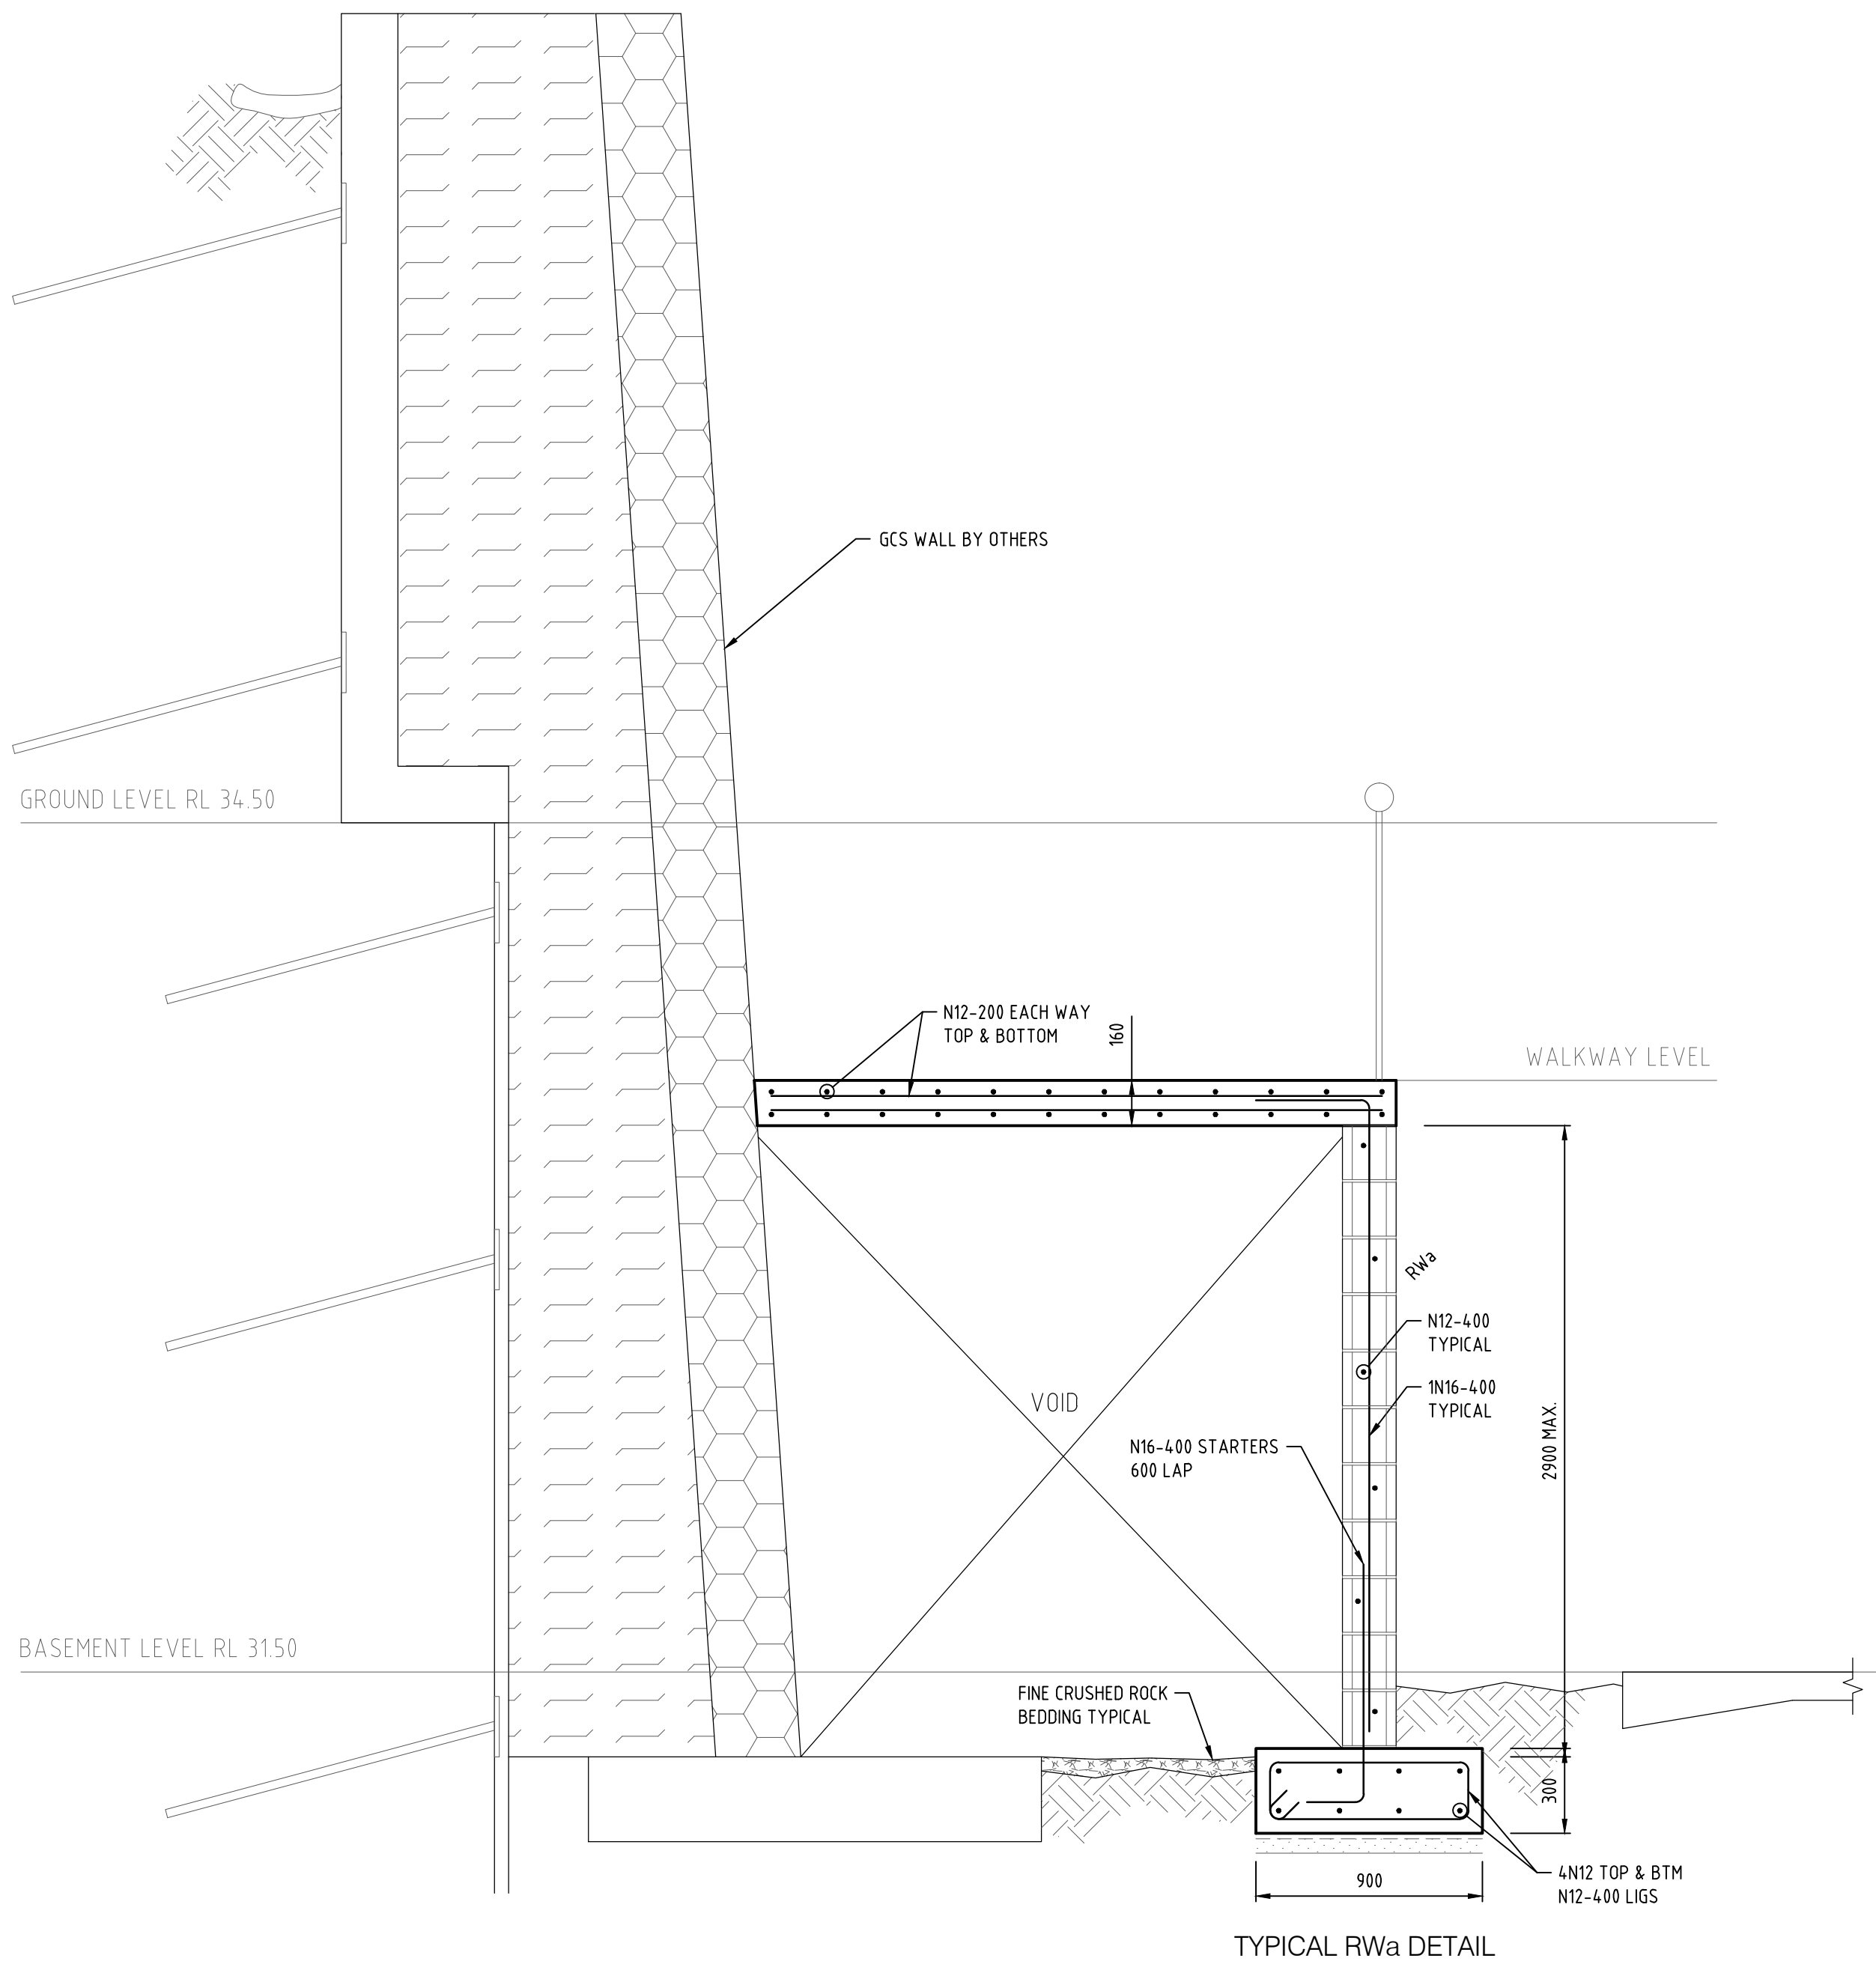 GCS WALL BY OTHERS
GROUND LEVEL RL 34.50
N12-200 EACH WAY
TOP & BOTTOM
160
WALKWAY LEVEL
RWa
N12-400
TYPICAL
1N16-400
TYPICAL
VOID
2900 MAX.
N16-400 STARTERS
600 LAP
BASEMENT LEVEL RL 31.50
FINE CRUSHED ROCK
BEDDING TYPICAL
300
900
4N12 TOP & BTM
N12-400 LIGS
TYPICAL RWa DETAIL